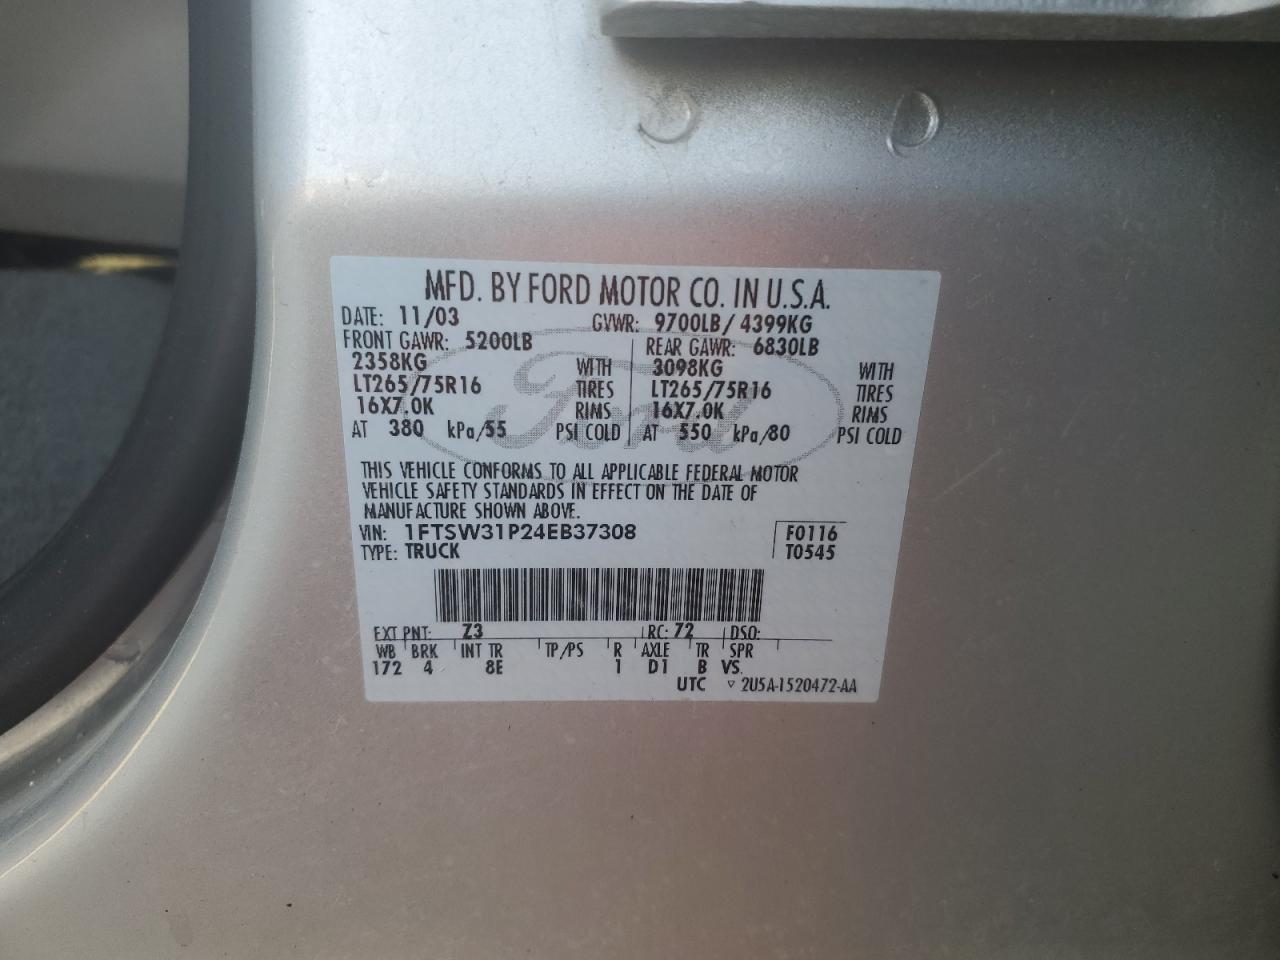 MFD. BY FORD MOTOR CO. IN U.S.A.
DATE: 11/03 GVWR: 9700LB/4399KG
FRONT GAWR: 5200LB REAR GAWR: 6830LB
2358KG WITH 3098KG WITH
LT265/75R16 TIRES LT265/75R16 TIRES
16X7.0K RIMS 16X7.0K RIMS
AT 380 kPa/55 PSI COLD AT 550 kPa/80 PSI COLD
Ford
THIS VEHICLE CONFORMS TO ALL APPLICABLE FEDERAL MOTOR
VEHICLE SAFETY STANDARDS IN EFFECT ON THE DATE OF
MANUFACTURE SHOWN ABOVE.
VIN: 1FTSW31P24EB37308 F0116
TYPE: TRUCK T0545
EXT PNT: Z3 RC: 72 DSO:
WB BRK INT TR TP/PS R AXLE TR SPR
172 4 8E 1 D1 B VS.
UTC ▿ 2U5A-1520472-AA